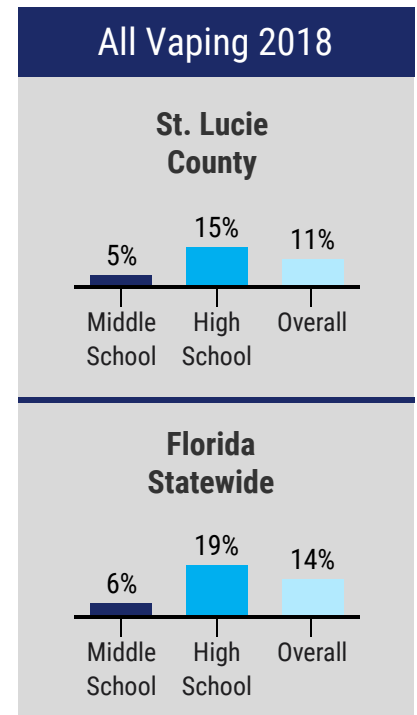 All Vaping 2018
St. Lucie
County
5%
15%
11%
Middle
School
High
School
Overall
Florida
Statewide
6%
19%
14%
Middle
School
High
School
Overall